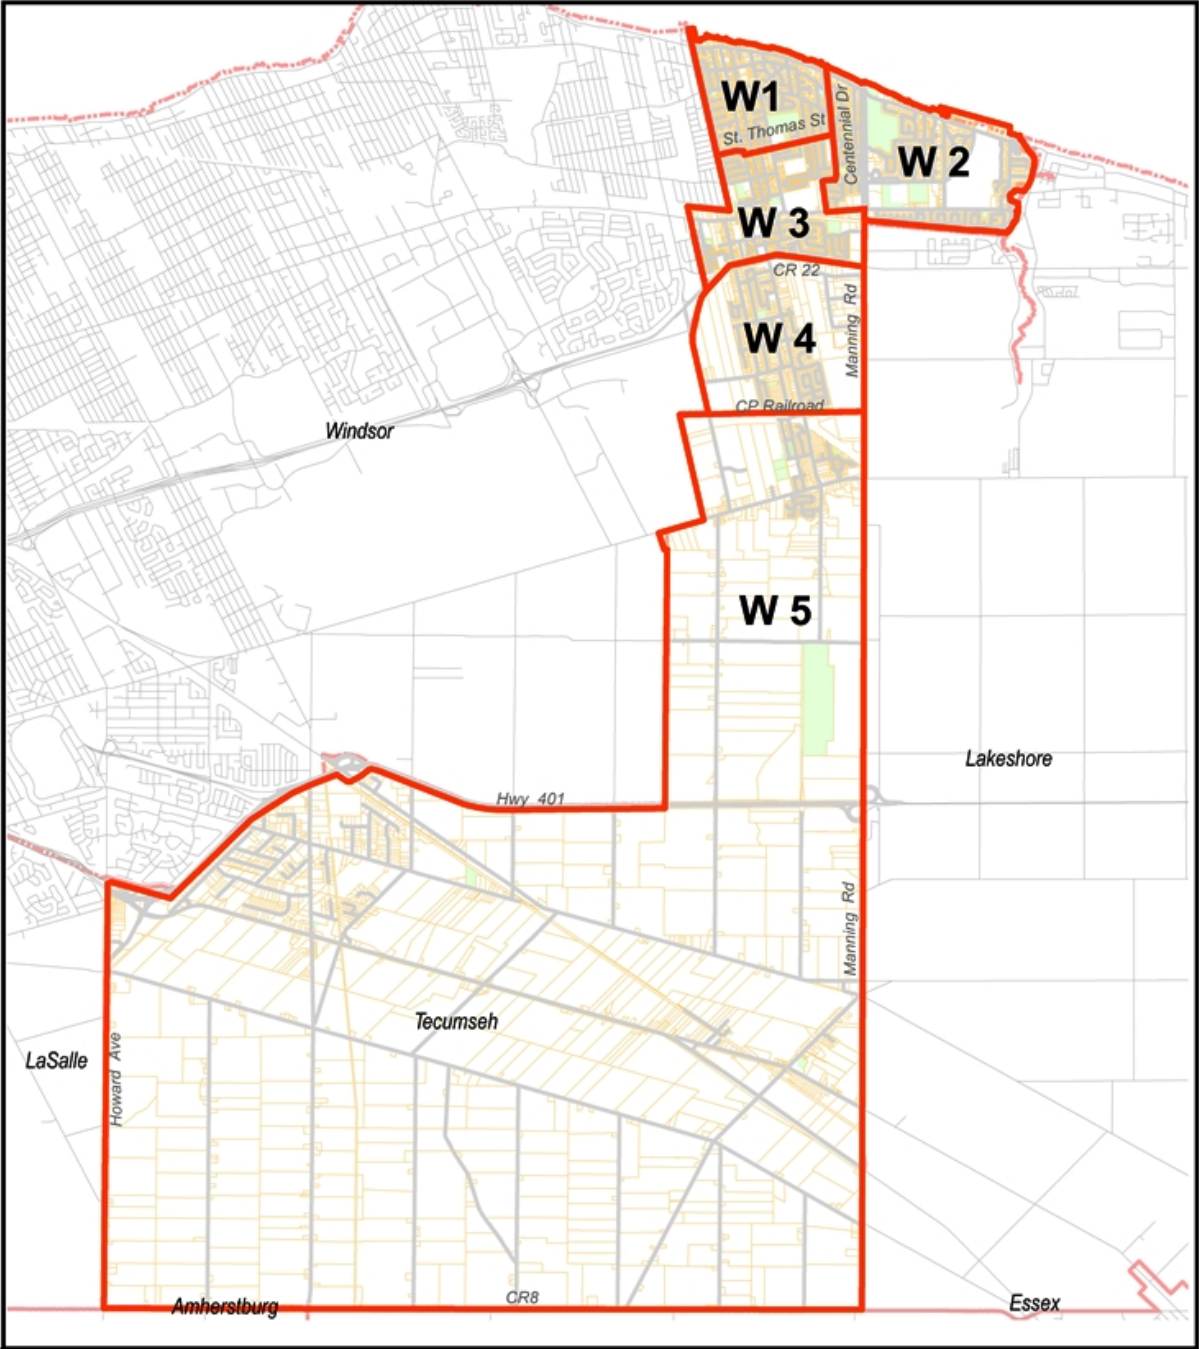 W1
St. Thomas St
Centennial Dr
W 2
W 3
CR 22
Manning Rd
W 4
CP Railroad
Windsor
W 5
Lakeshore
Hwy 401
Manning Rd
Tecumseh
LaSalle
Howard Ave
CR8
Amherstburg
Essex